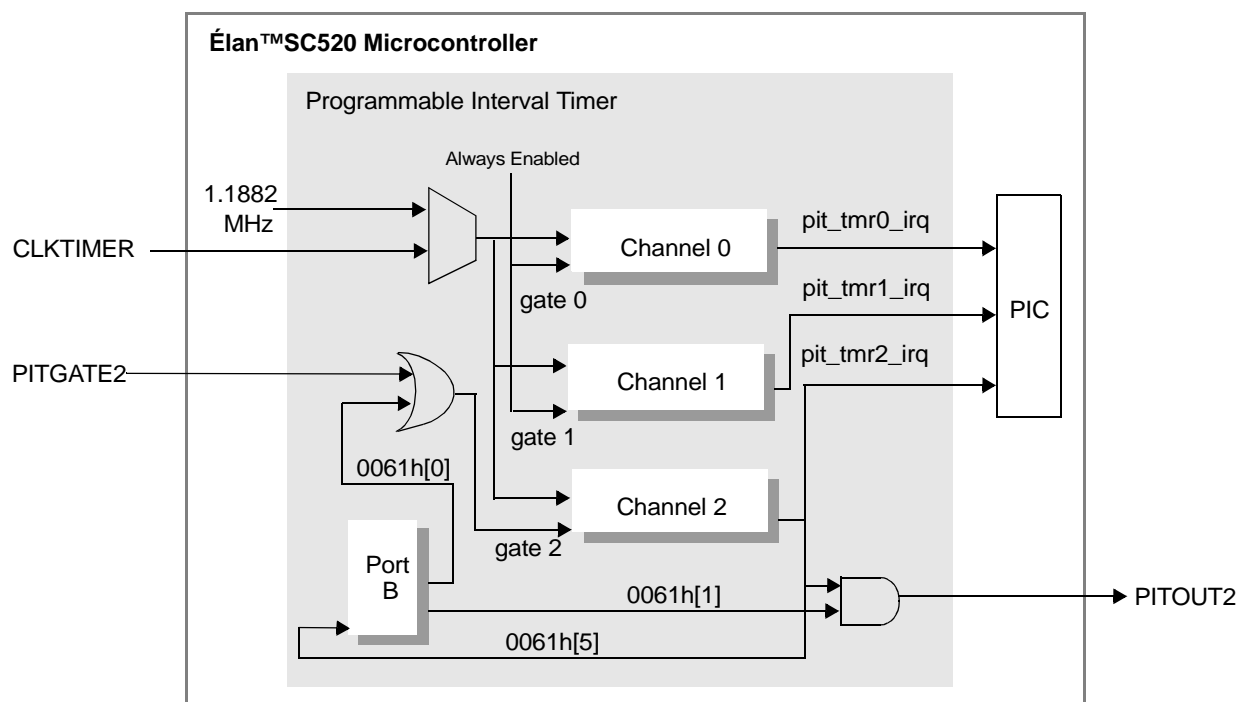 Élan™SC520 Microcontroller
Programmable Interval Timer
Always Enabled
1.1882
MHz
CLKTIMER
Channel 0
pit_tmr0_irq
gate 0
pit_tmr1_irq
PIC
PITGATE2
Channel 1
pit_tmr2_irq
gate 1
0061h[0]
Channel 2
gate 2
Port
B
0061h[1]
PITOUT2
0061h[5]